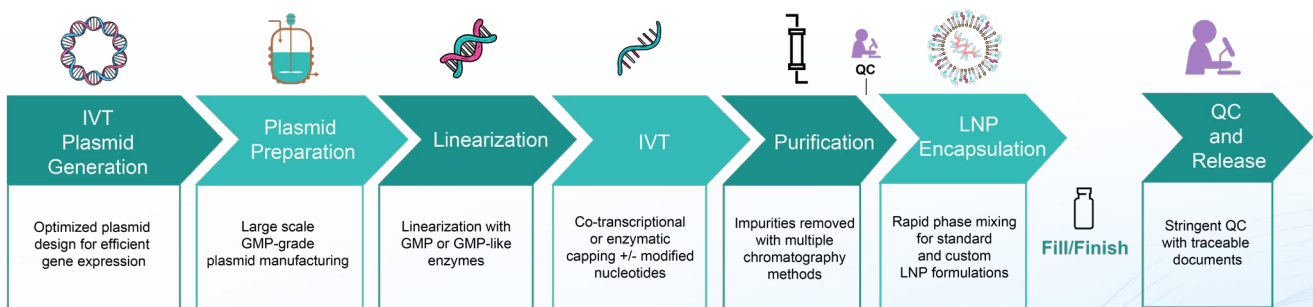 QC
IVT
Plasmid
Generation
Plasmid
Preparation
Linearization
IVT
Purification
LNP
Encapsulation
QC
and
Release
Optimized plasmid
design for efficient
gene expression
Large scale
GMP-grade
plasmid manufacturing
Linearization with
GMP or GMP-like
enzymes
Co-transcriptional
or enzymatic
capping +/- modified
nucleotides
Impurities removed
with multiple
chromatography
methods
Rapid phase mixing
for standard
and custom
LNP formulations
Fill/Finish
Stringent QC
with traceable
documents